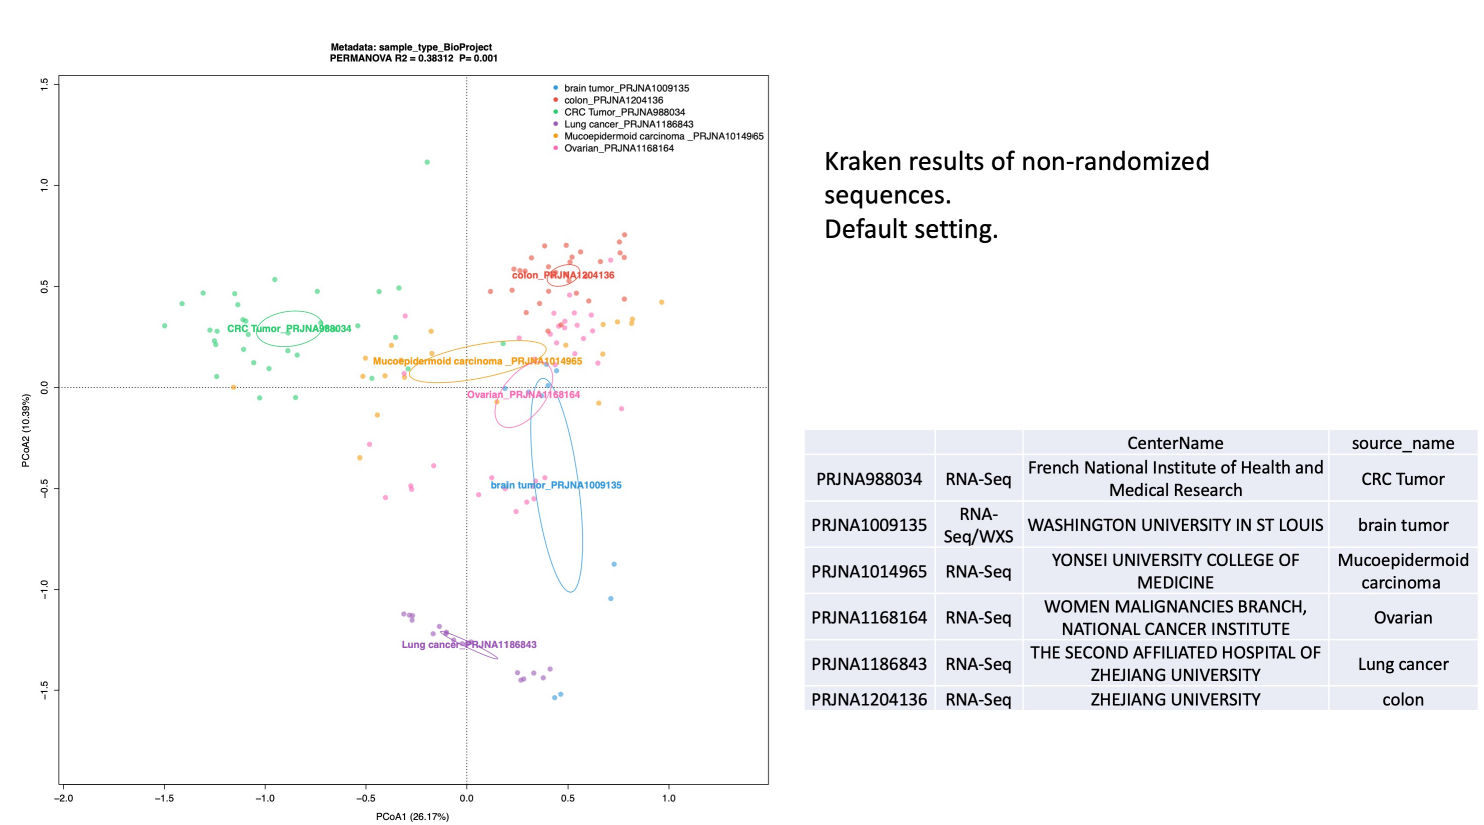 Metadata: sample_type_BioProject
PERMANOVA R2 = 0.38312 P= 0.001
brain tumor_PRJNA1009135
colon_PRJNA1204136
CRC Tumor_PRJNA988034
Lung cancer_PRJNA1186843
Mucoepidermoid carcinoma _PRJNA1014965
Ovarian_PRJNA1168164
1.5
1.0
0.5
0.0
−0.5
−1.0
−1.5
PCoA2 (10.39%)
colon_PRJNA1204136
CRC Tumor_PRJNA988034
Mucoepidermoid carcinoma _PRJNA1014965
Ovarian_PRJNA1168164
brain tumor_PRJNA1009135
Lung cancer_PRJNA1186843
−2.0 −1.5 −1.0 −0.5 0.0 0.5 1.0
PCoA1 (26.17%)
Kraken results of non-randomized
sequences.
Default setting.
CenterName source_name
PRJNA988034 RNA-Seq French National Institute of Health and
Medical Research CRC Tumor
PRJNA1009135 RNA-
Seq/WXS WASHINGTON UNIVERSITY IN ST LOUIS brain tumor
PRJNA1014965 RNA-Seq YONSEI UNIVERSITY COLLEGE OF
MEDICINE Mucoepidermoid
carcinoma
PRJNA1168164 RNA-Seq WOMEN MALIGNANCIES BRANCH,
NATIONAL CANCER INSTITUTE Ovarian
PRJNA1186843 RNA-Seq THE SECOND AFFILIATED HOSPITAL OF
ZHEJIANG UNIVERSITY Lung cancer
PRJNA1204136 RNA-Seq ZHEJIANG UNIVERSITY colon